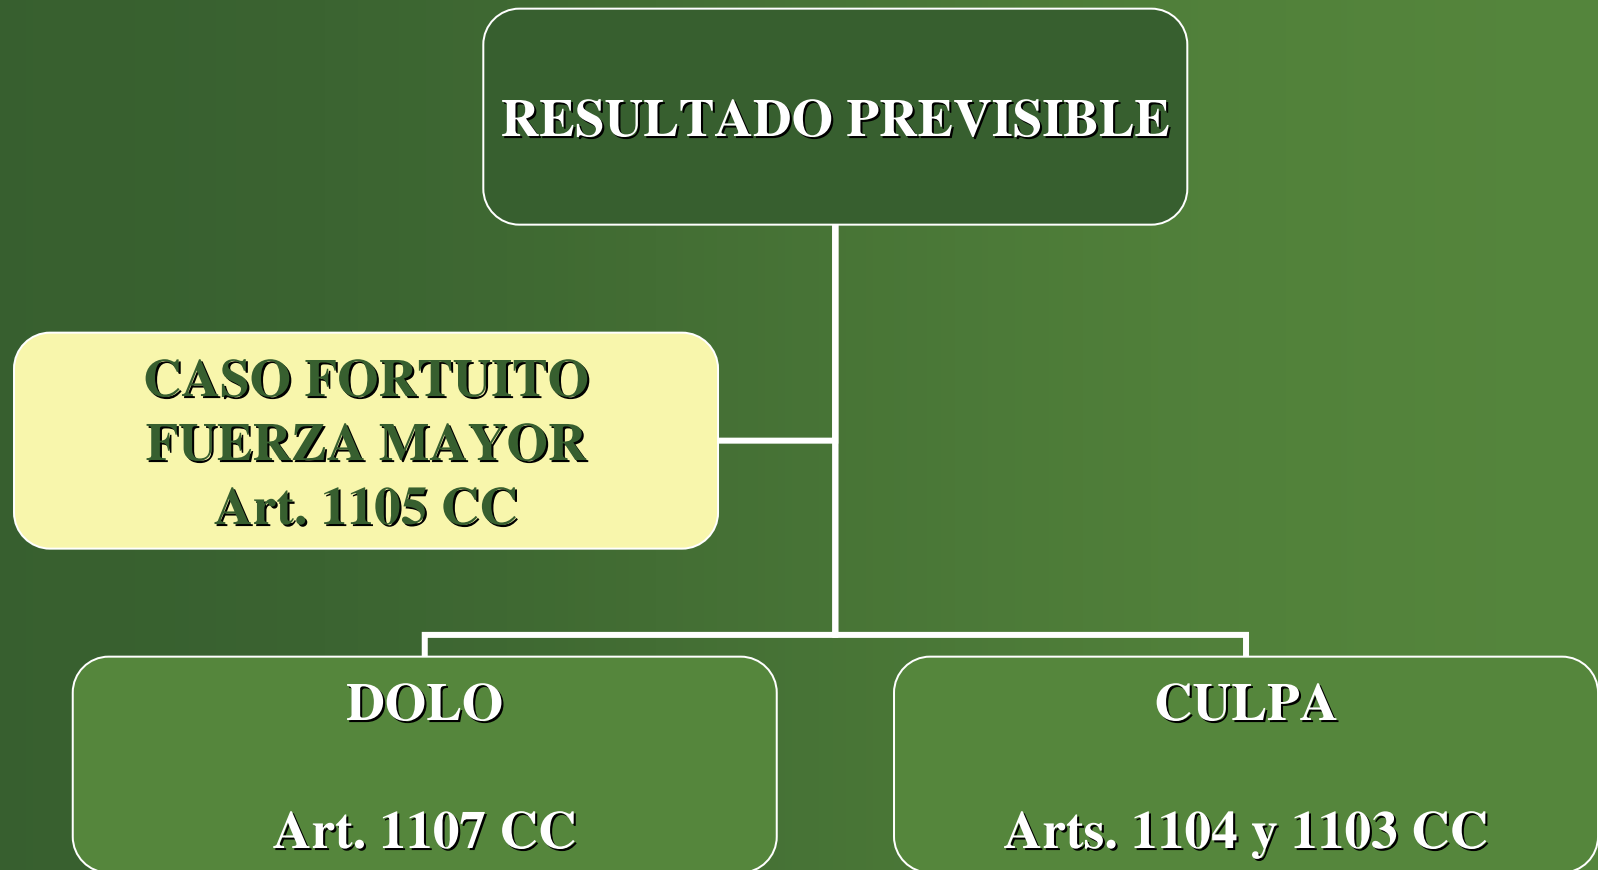 RESULTADO PREVISIBLE
CASO FORTUITO
FUERZA MAYOR
Art. 1105 CC
DOLO
Art. 1107 CC
CULPA
Arts. 1104 y 1103 CC